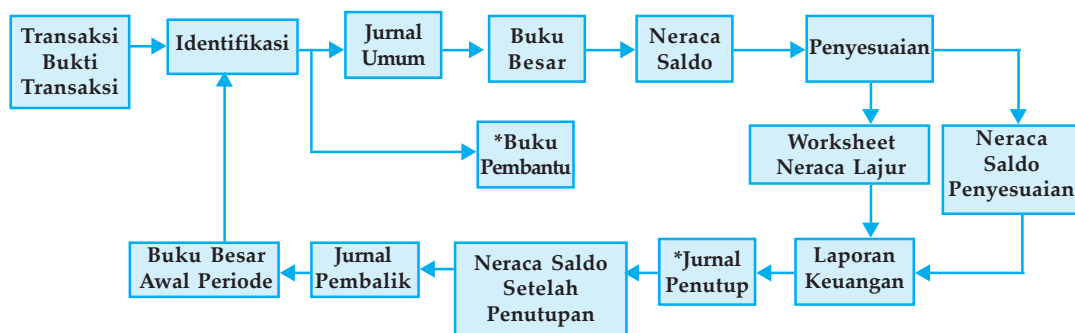 Transaksi
Bukti
Transaksi
Identifikasi
Jurnal
Umum
Buku
Besar
Neraca
Saldo
Penyesuaian
*Buku
Pembantu
Worksheet
Neraca Lajur
Neraca
Saldo
Penyesuaian
Buku Besar
Awal Periode
Jurnal
Pembalik
Neraca Saldo
Setelah
Penutupan
*Jurnal
Penutup
Laporan
Keuangan